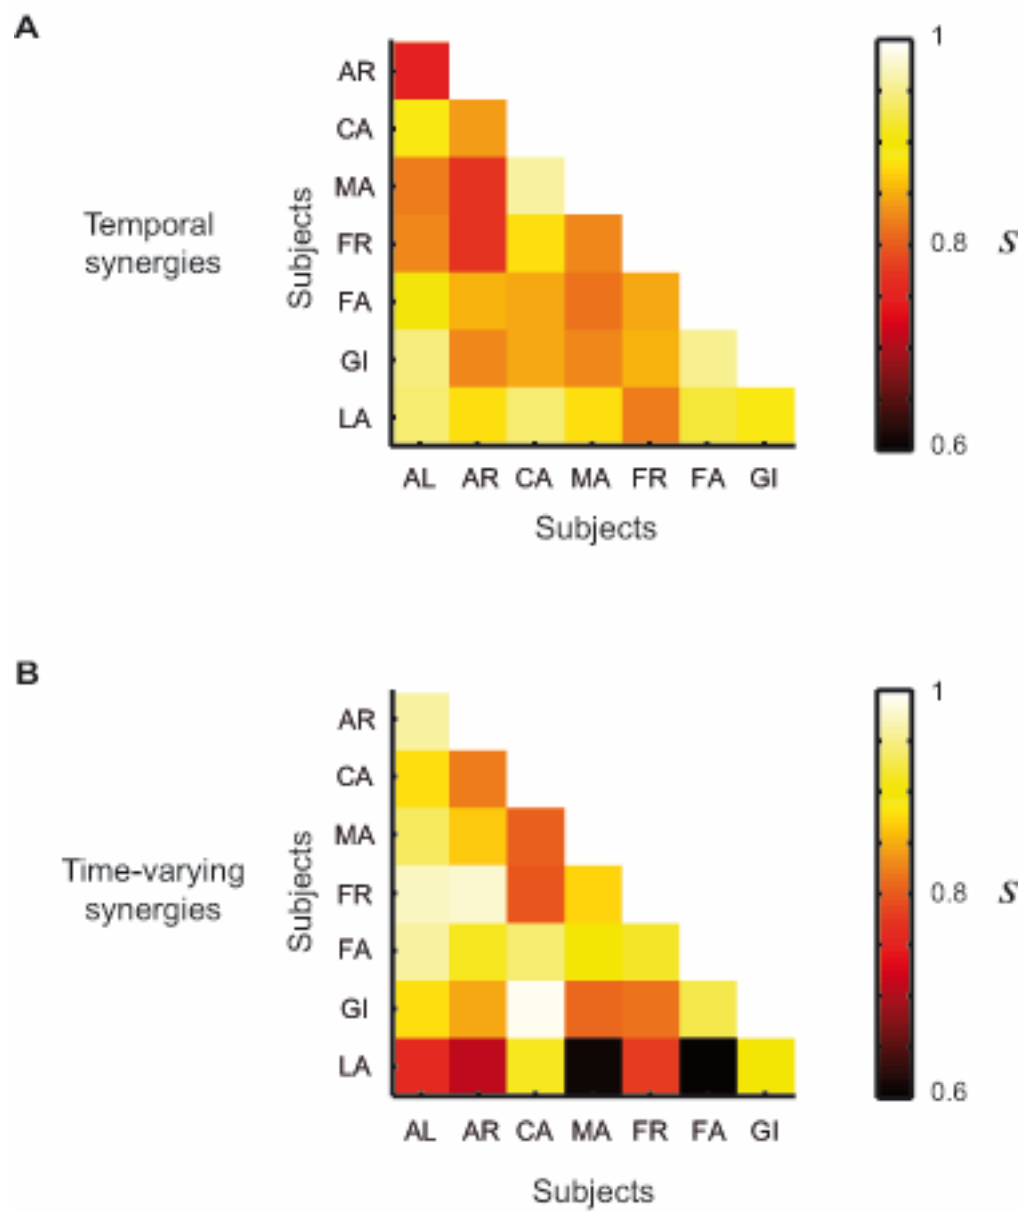 A
1
AR
CA
MA
Temporal
synergies
Subjects
FR
0.8 S
FA
GI
LA
0.6
AL AR CA MA FR FA GI
Subjects
B
1
AR
CA
MA
Time-varying
synergies
Subjects
FR
0.8 S
FA
GI
LA
0.6
AL AR CA MA FR FA GI
Subjects